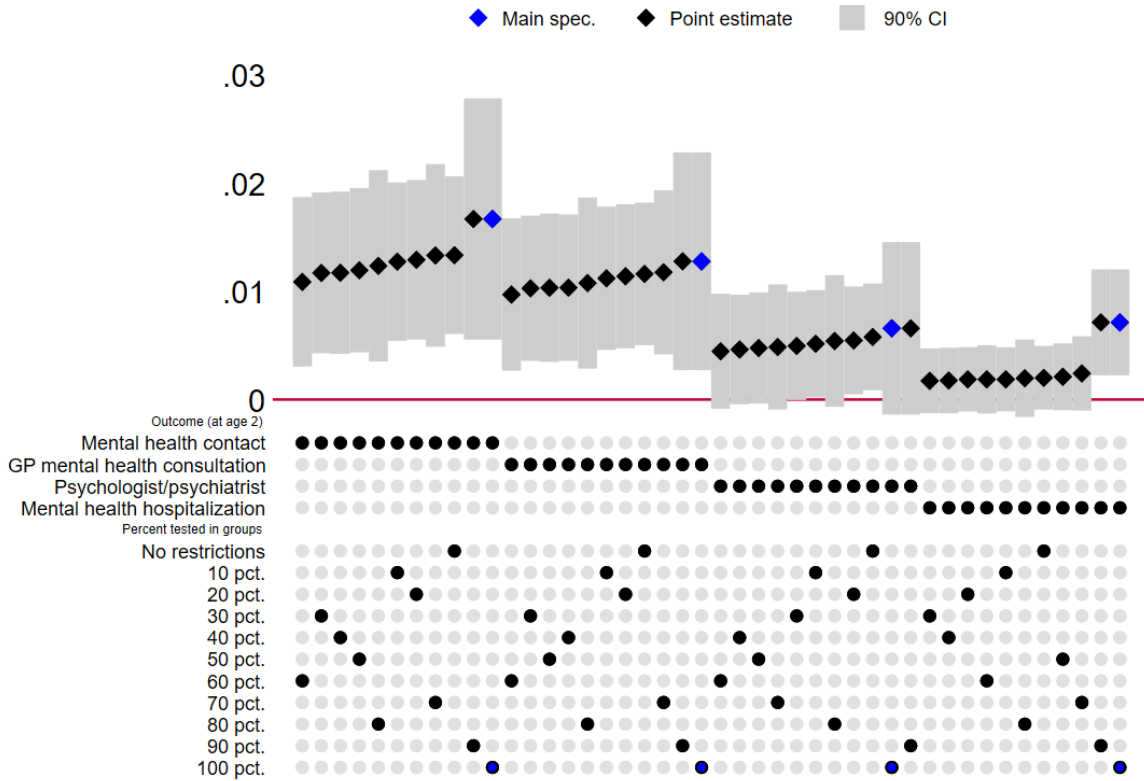 Main spec. Point estimate 90% CI
.03
.02
.01
0
Outcome (at age 2)
Mental health contact
GP mental health consultation
Psychologist/psychiatrist
Mental health hospitalization
Percent tested in groups
No restrictions
10 pct.
20 pct.
30 pct.
40 pct.
50 pct.
60 pct.
70 pct.
80 pct.
90 pct.
100 pct.